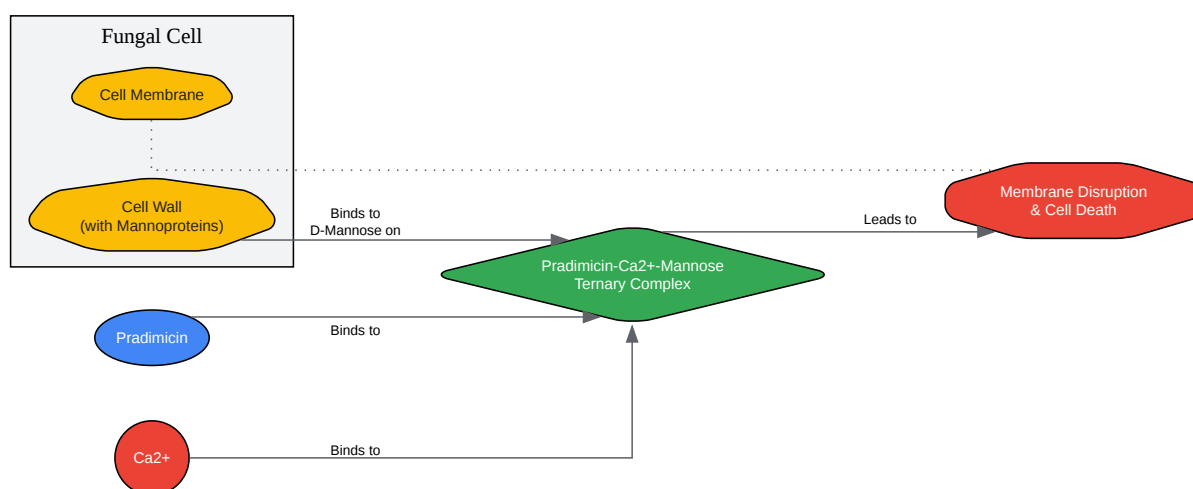 Fungal Cell
Cell Membrane
Cell Wall
(with Mannoproteins)
Binds to
D-Mannose on
Leads to
Membrane Disruption
& Cell Death
Pradimicin-Ca2+-Mannose
Ternary Complex
Pradimicin
Binds to
Ca2+
Binds to